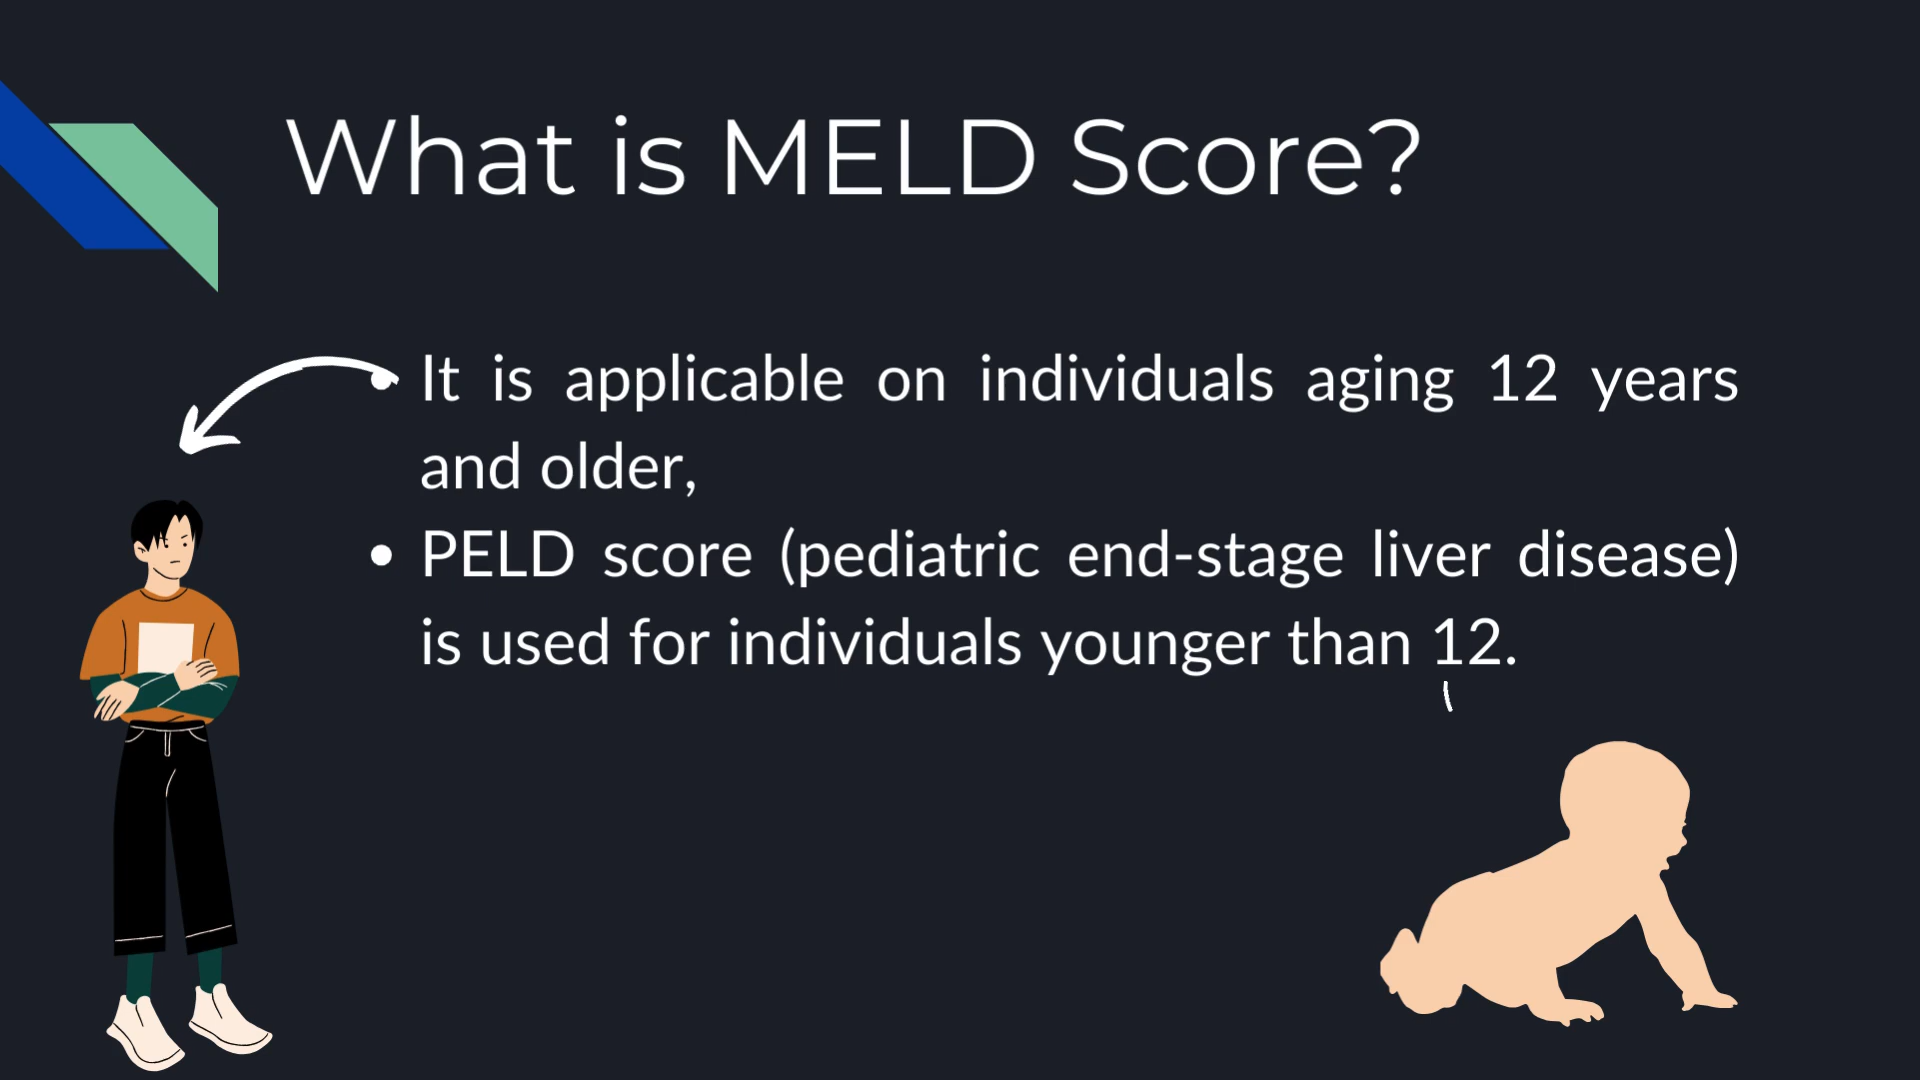 What is MELD Score?
It is applicable on individuals aging 12 years
and older,
PELD score (pediatric end-stage liver disease)
is used for individuals younger than 12.